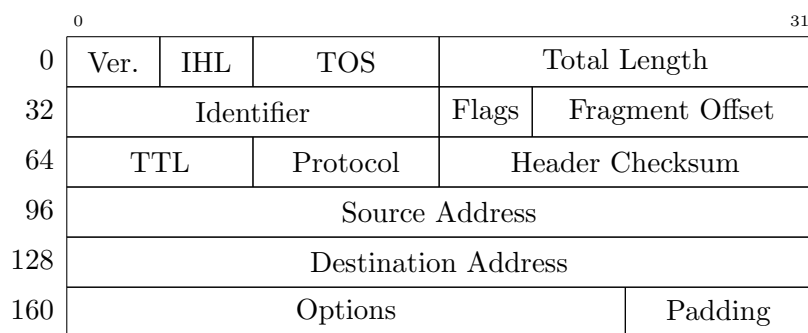 0 31
0 Ver. IHL TOS Total Length
32 Identifier Flags Fragment Offset
64 TTL Protocol Header Checksum
96 Source Address
128 Destination Address
160 Options Padding